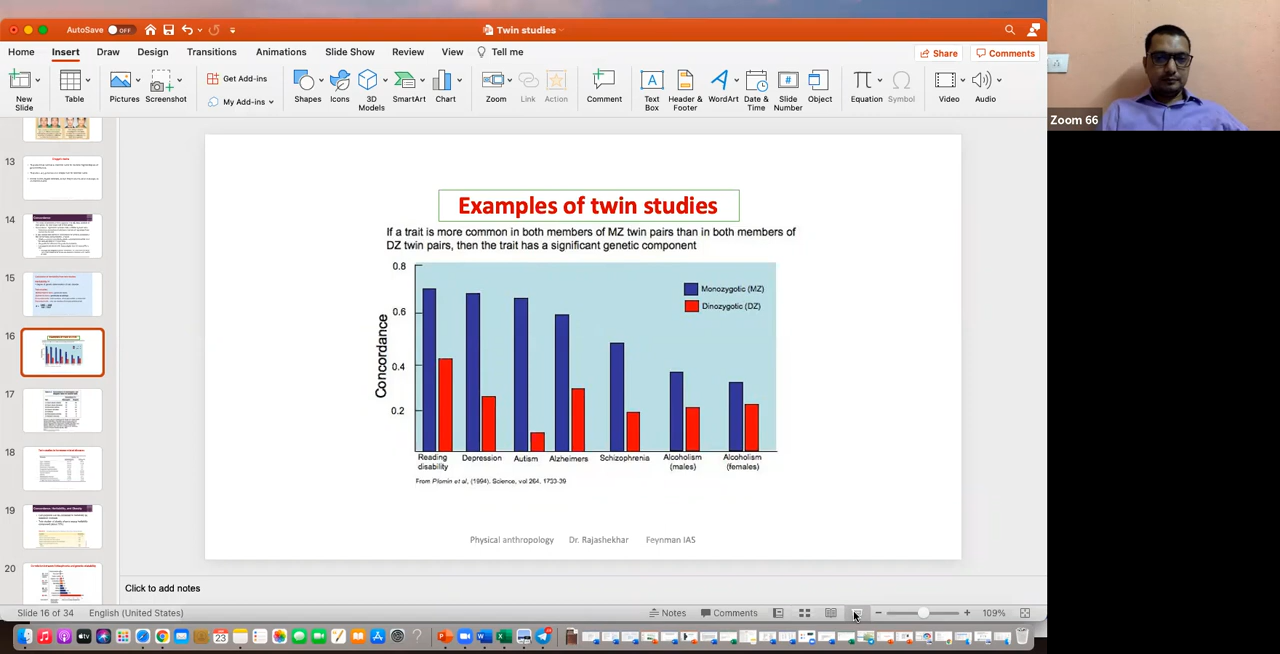 AutoSave OFF
Twin studies
Home Insert Draw Design Transitions Animations Slide Show Review View Tell me
Share Comments
New Slide
Table
Pictures
Screenshot
Get Add-ins
My Add-ins
Shapes
Icons
3D Models
SmartArt
Chart
Zoom
Link
Action
Comment
Text Box
Header & Footer
WordArt
Date & Time
Slide Number
Object
Equation
Symbol
Video
Audio
Zoom 66
13
14
15
16
17
18
19
20
Examples of twin studies
If a trait is more common in both members of MZ twin pairs than in both members of
DZ twin pairs, then the trait has a significant genetic component
0.8
0.6
0.4
0.2
Concordance
Monozygotic (MZ)
Dinozygotic (DZ)
Reading disability
Depression
Autism
Alzheimers
Schizophrenia
Alcoholism (males)
Alcoholism (females)
From Plomin et al, (1994). Science, vol 264, 1733-39
Physical anthropology Dr. Rajashekhar Feynman IAS
Click to add notes
Slide 16 of 34 English (United States) Notes Comments 109%